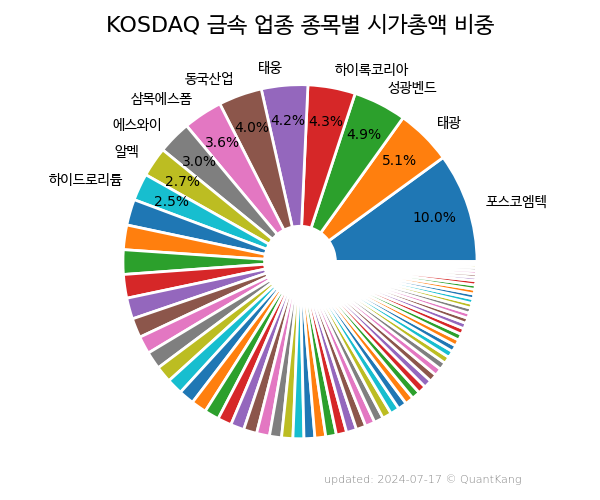 KOSDAQ 금속 업종 종목별 시가총액 비중
포스코엠텍
태광
성광벤드
하이록코리아
태웅
동국산업
삼목에스폼
에스와이
알멕
하이드로리튬
10.0%
5.1%
4.9%
4.3%
4.2%
4.0%
3.6%
3.0%
2.7%
2.5%
updated: 2024-07-17 © QuantKang